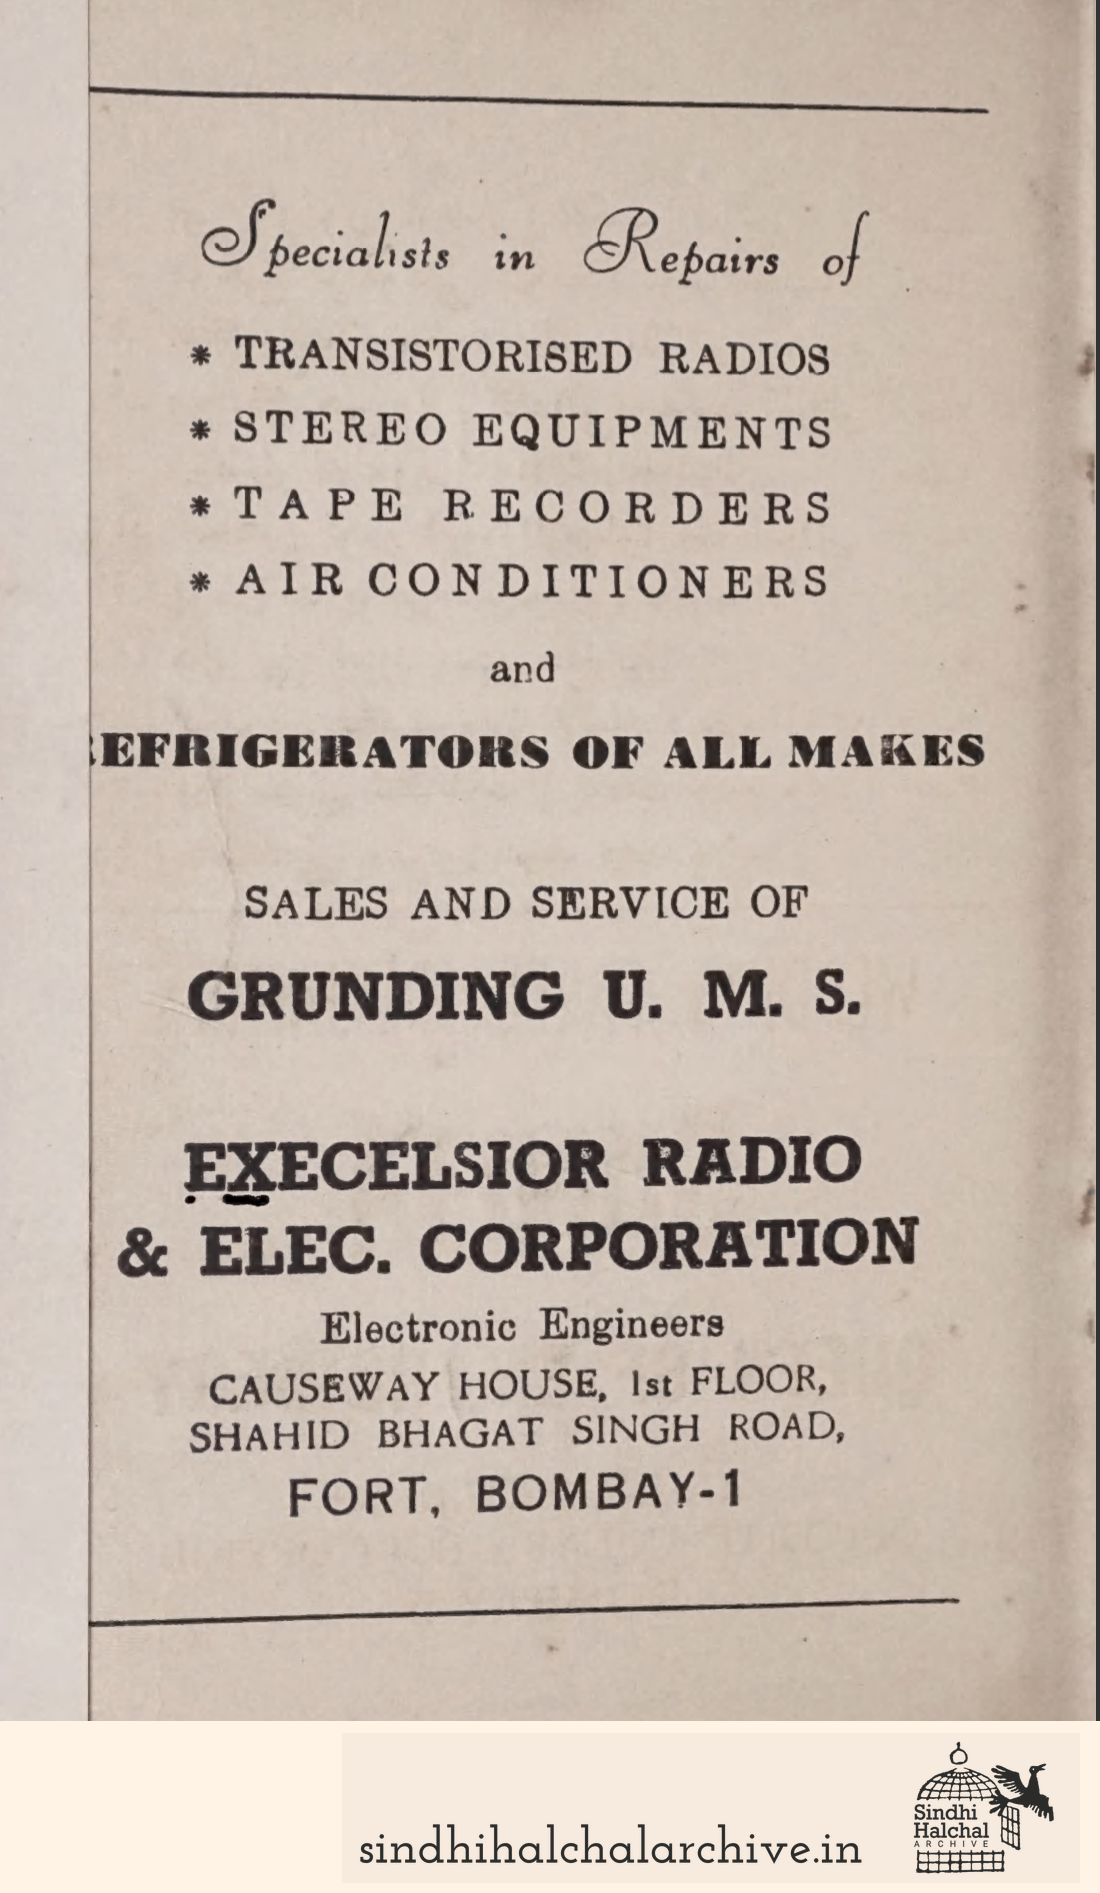 Specialists in Repairs of
* TRANSISTORISED RADIOS
* STEREO EQUIPMENTS
* TAPE RECORDERS
* AIR CONDITIONERS
and
EFRIGERATORS OF ALL MAKES
SALES AND SERVICE OF
GRUNDING U. M. S.
EXECELSIOR RADIO
& ELEC. CORPORATION
Electronic Engineers
CAUSEWAY HOUSE, 1st FLOOR,
SHAHID BHAGAT SINGH ROAD,
FORT, BOMBAY-1
sindhihalchalarchive.in
Sindhi
Halchal
ARCHIVE